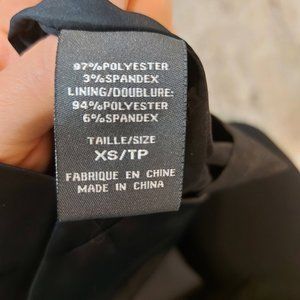 97%POLYESTER
3%SPANDEX
LINING/DOUBLURE:
94%POLYESTER
6%SPANDEX
TAILLE/SIZE
XS/TP
FABRIQUE EN CHINE
MADE IN CHINA